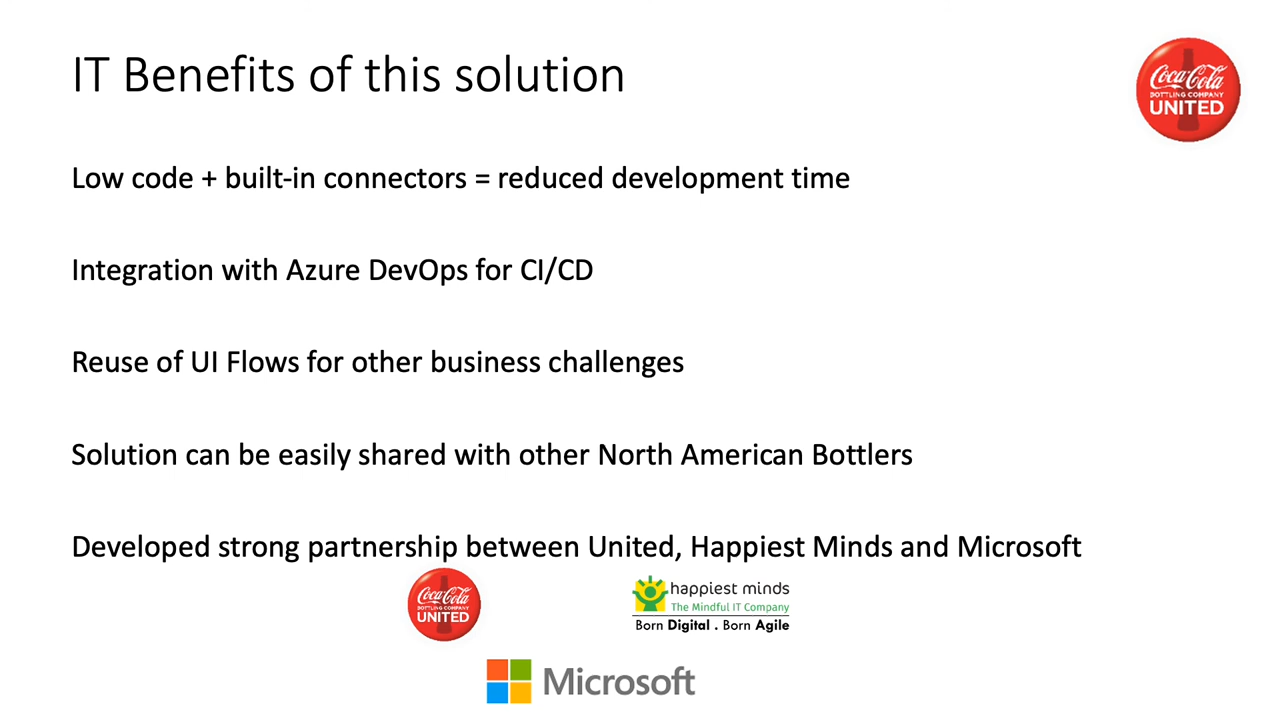 IT Benefits of this solution
Coca-Cola
BOTTLING COMPANY
UNITED
Low code + built-in connectors = reduced development time
Integration with Azure DevOps for CI/CD
Reuse of UI Flows for other business challenges
Solution can be easily shared with other North American Bottlers
Developed strong partnership between United, Happiest Minds and Microsoft
Coca-Cola
BOTTLING COMPANY
UNITED
happiest minds
The Mindful IT Company
Born Digital . Born Agile
Microsoft